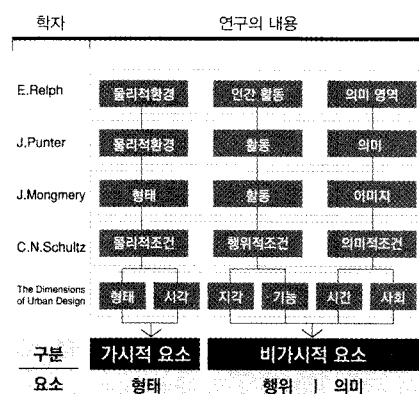 학자 연구의 내용
E.Relph 물리적환경 인간 활동 의미 영역
J.Punter 물리적환경 활동 의미
J.Mongmery 형태 활동 이미지
C.N.Schultz 물리적조건 행위적조건 의미적조건
The Dimensions
of Urban Design 형태 시각 지각 기능 시간 사회
구분 가시적 요소 비가시적 요소
요소 형태 행위 | 의미